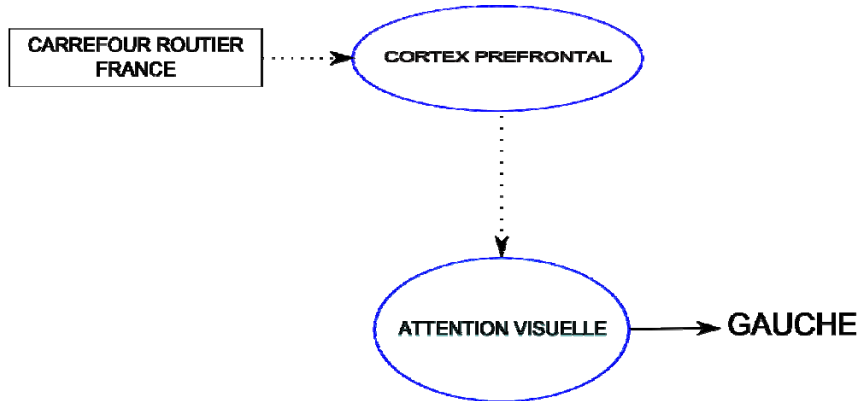 CARREFOUR ROUTIER
FRANCE
CORTEX PREFRONTAL
ATTENTION VISUELLE
GAUCHE